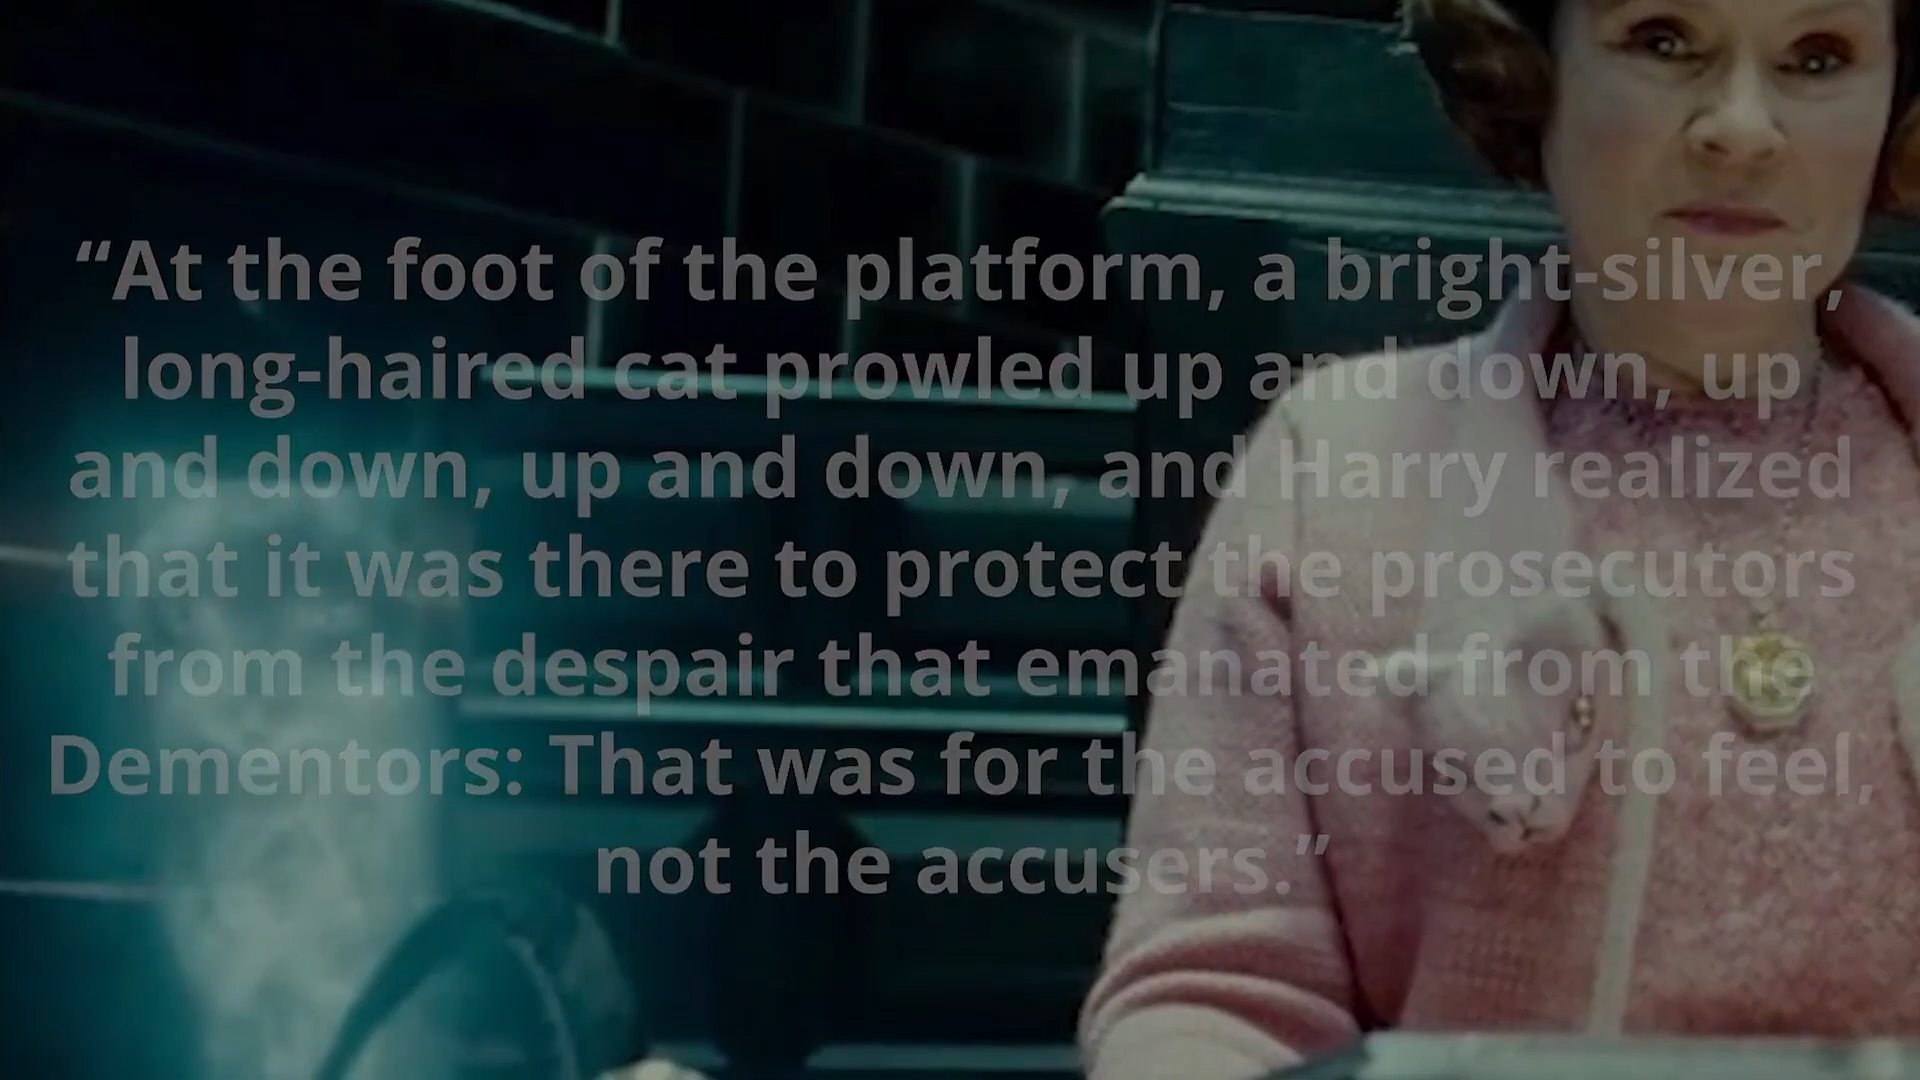 “At the foot of the platform, a bright-silver,
long-haired cat prowled up and down, up
and down, up and down, and Harry realized
that it was there to protect the prosecutors
from the despair that emanated from the
Dementors: That was for the accused to feel,
not the accusers.”